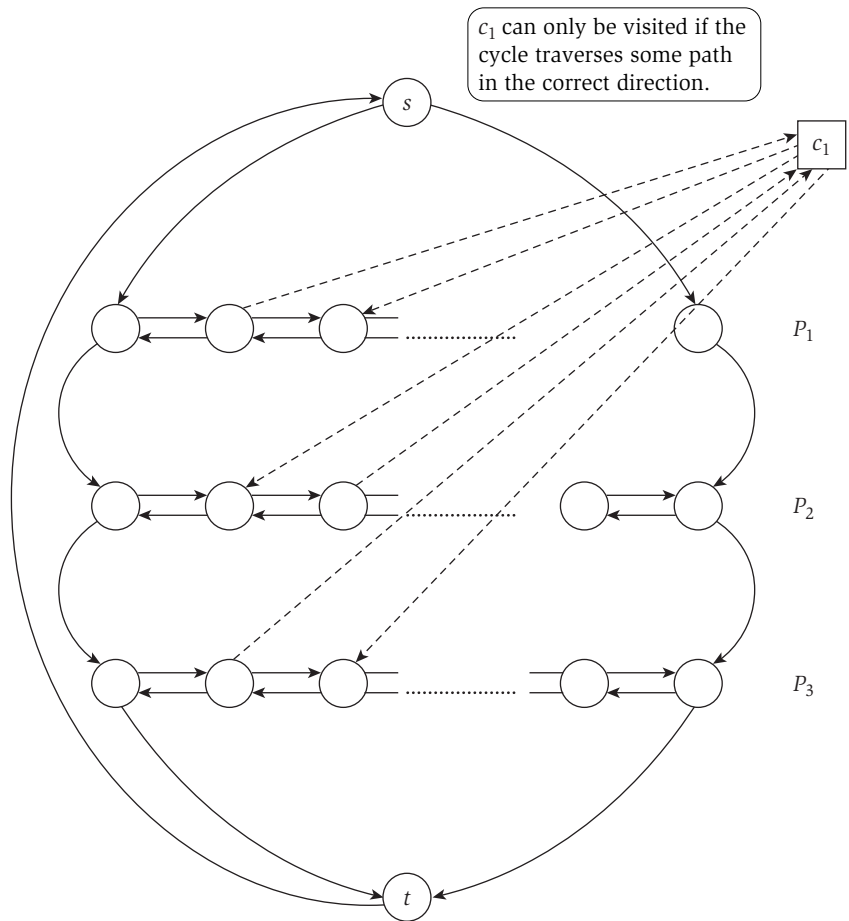 c₁ can only be visited if the
cycle traverses some path
in the correct direction.
s
c₁
P₁
P₂
P₃
t